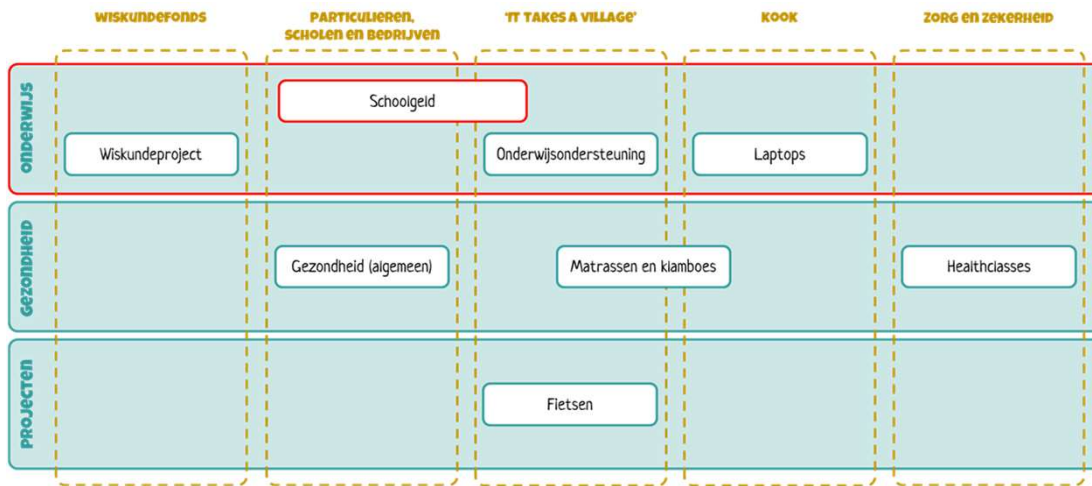 WISKUNDEFONDS
PARTICULIEREN,
SCHOLEN EN BEDRIJVEN
'IT TAKES A VILLAGE'
KOOK
ZORG EN ZEKERHEID
ONDERWIJS
Schoolgeld
Wiskundeproject
Onderwijsondersteuning
Laptops
GEZONDHEID
Gezondheid (algemeen)
Matrassen en klamboes
Healthclasses
PROJECTEN
Fietsen